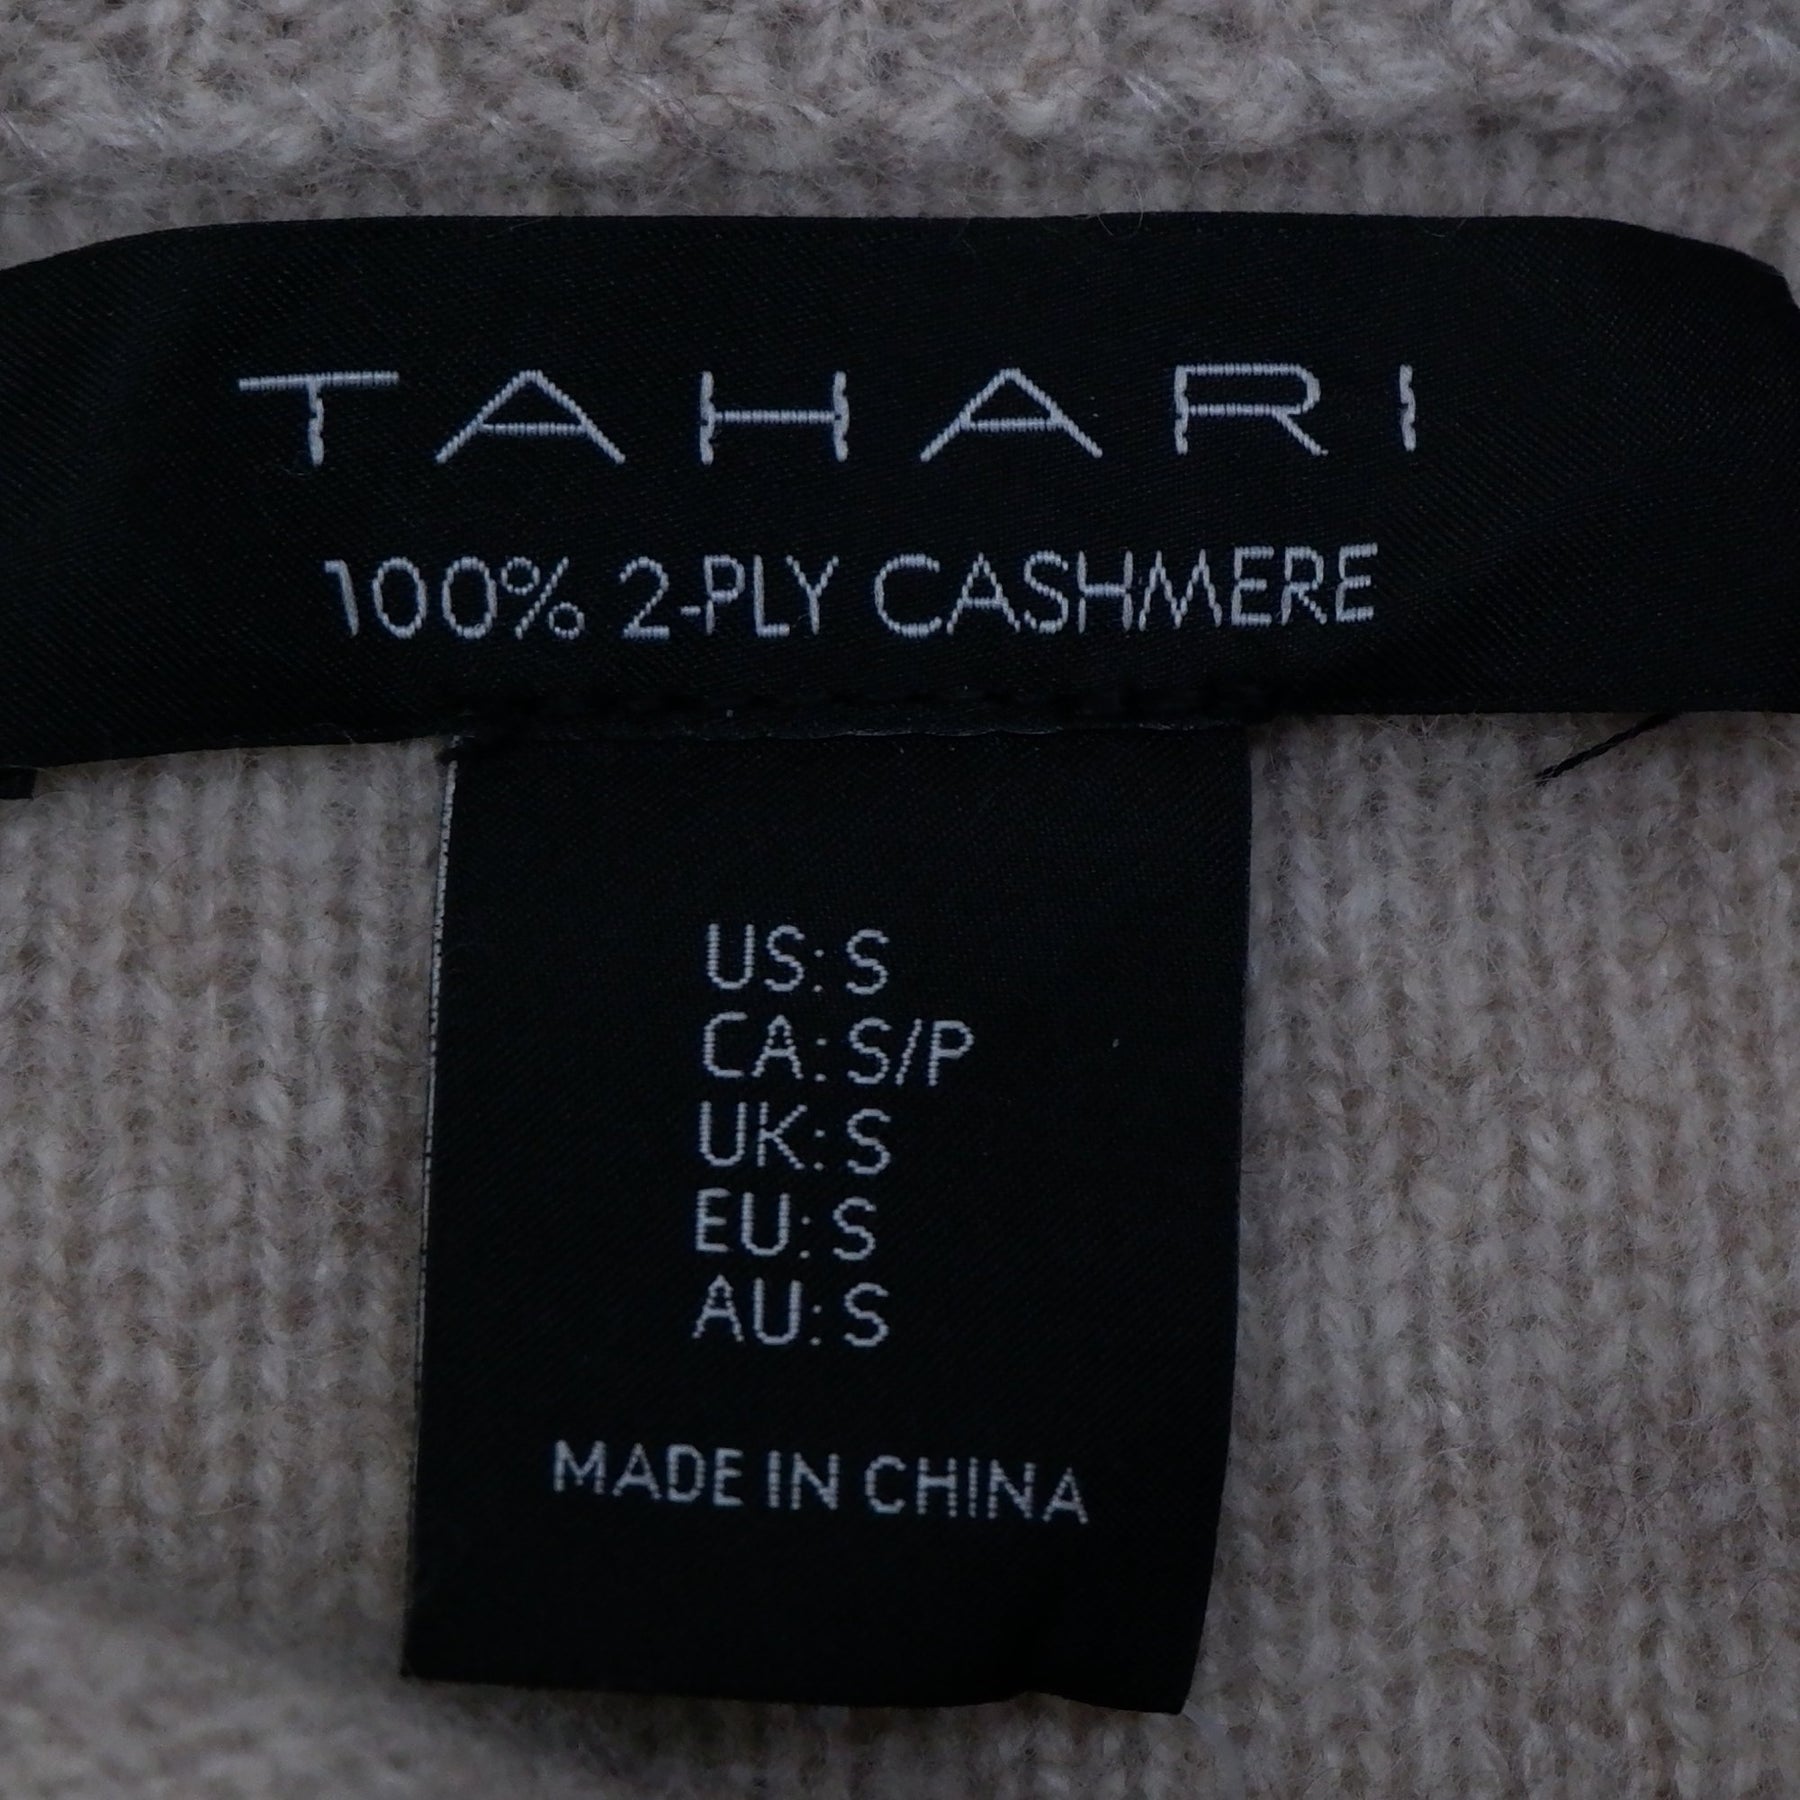 TAHARI
100% 2-PLY CASHMERE
US: S
CA: S/P
UK: S
EU: S
AU: S
MADE IN CHINA